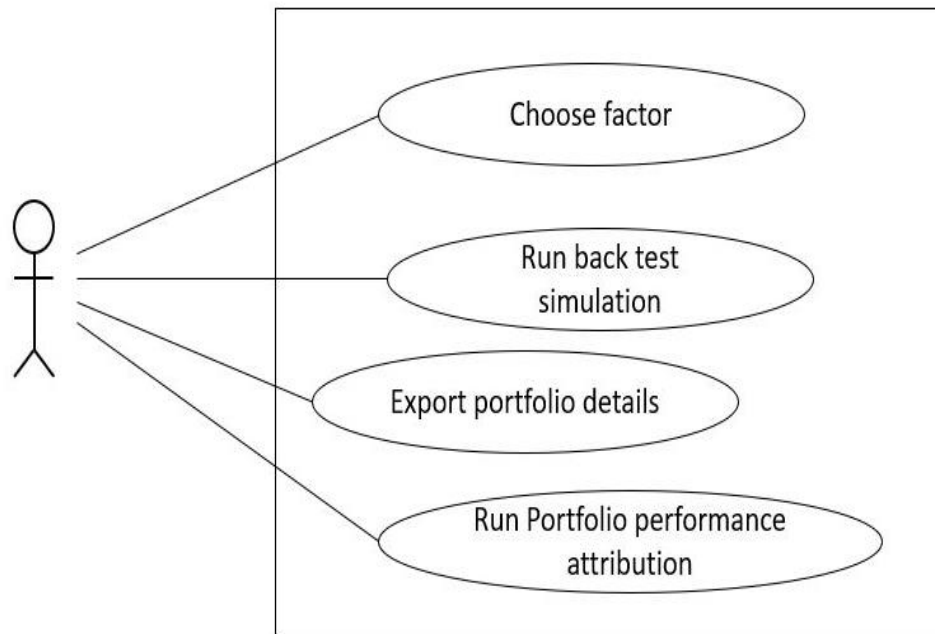 Choose factor
Run back test
simulation
Export portfolio details
Run Portfolio performance
attribution